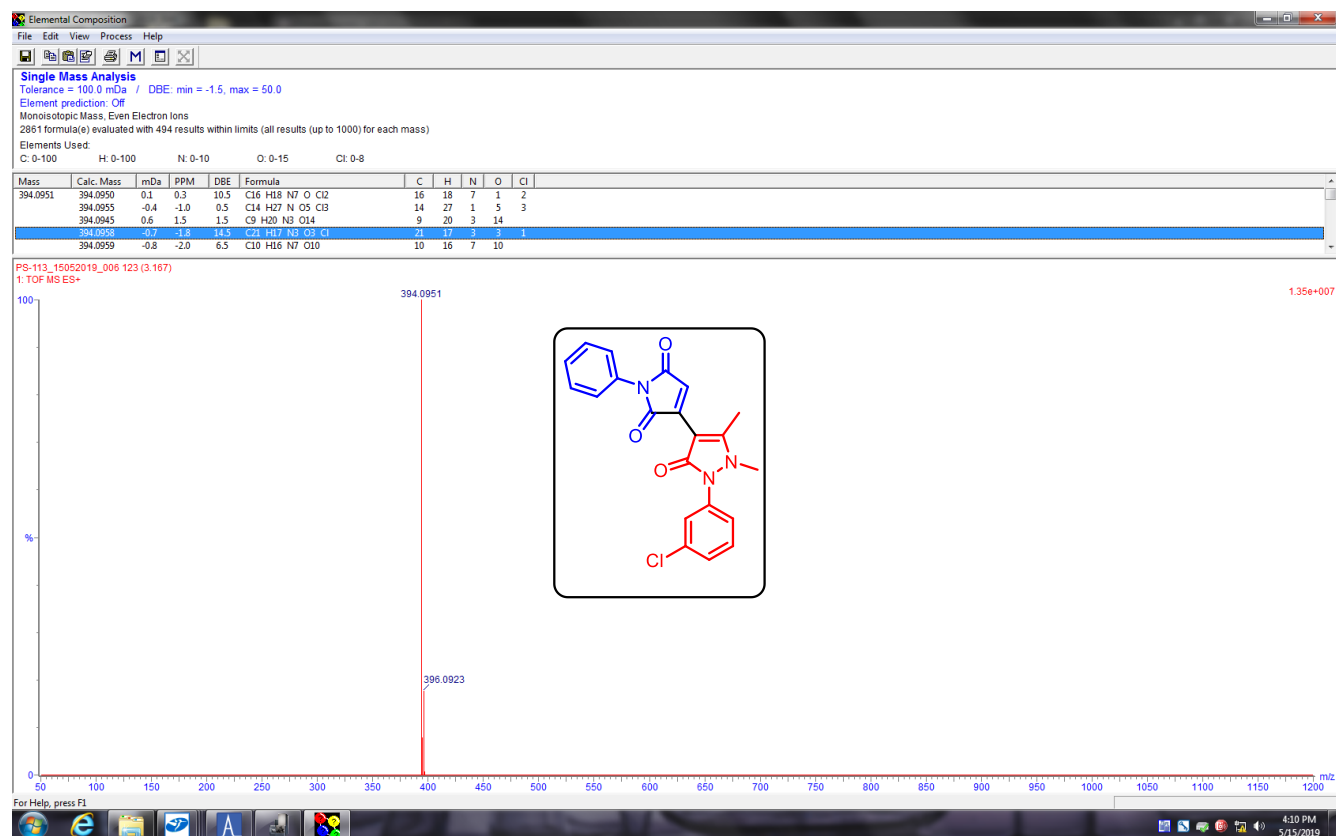 Elemental Composition
File Edit View Process Help
Single Mass Analysis
Tolerance = 100.0 mDa / DBE: min = -1.5, max = 50.0
Element prediction: Off
Monoisotopic Mass, Even Electron Ions
2861 formula(e) evaluated with 494 results within limits (all results (up to 1000) for each mass)
Elements Used:
C: 0-100 H: 0-100 N: 0-10 O: 0-15 Cl: 0-8
Mass Calc. Mass mDa PPM DBE Formula C H N O Cl
394.0951 394.0950 0.1 0.3 10.5 C16 H18 N7 O Cl2 16 18 7 1 2
394.0955 -0.4 -1.0 0.5 C14 H27 N O5 Cl3 14 27 1 5 3
394.0945 0.6 1.5 1.5 C9 H20 N3 O14 9 20 3 14
394.0958 -0.7 -1.8 14.5 C21 H17 N3 O3 Cl 21 17 3 3 1
394.0959 -0.8 -2.0 6.5 C10 H16 N7 O10 10 16 7 10
PS-113_15052019_006 123 (3.167)
1: TOF MS ES+
1.35e+007
394.0951
100
O
N
O
O
N
N
Cl
%
396.0923
0
50 100 150 200 250 300 350 400 450 500 550 600 650 700 750 800 850 900 950 1000 1050 1100 1150 1200 m/z
For Help, press F1
4:10 PM
5/15/2019